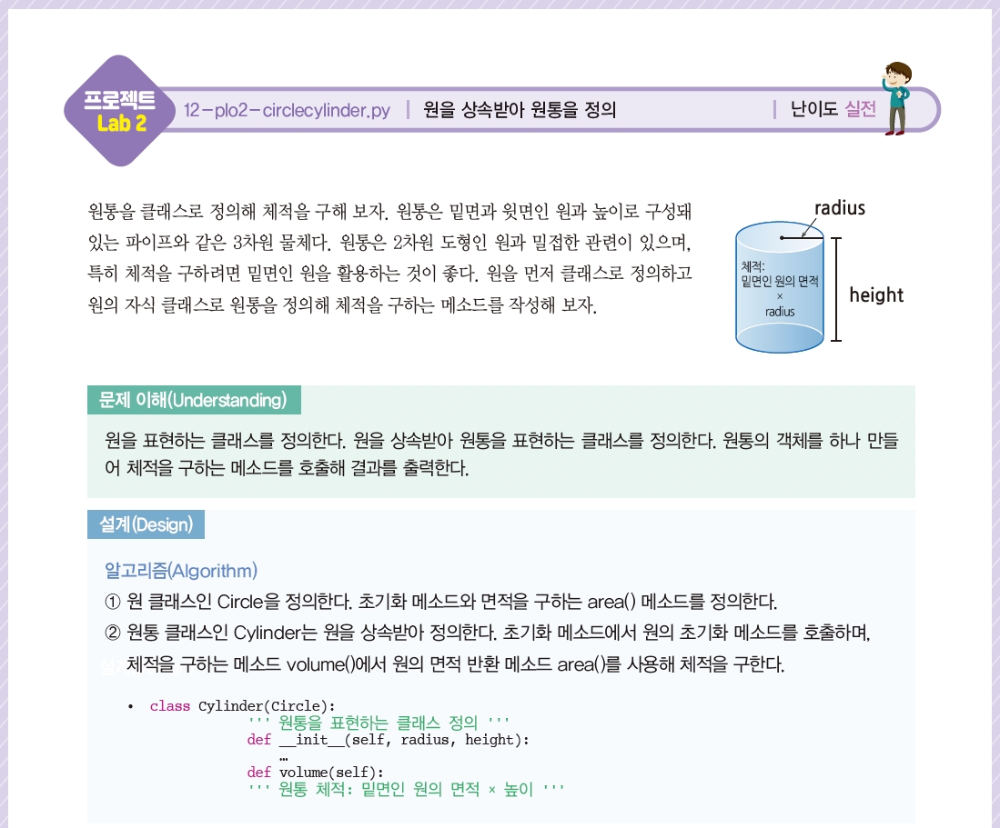 프로젝트
Lab 2
12-plo2-circlecylinder.py
원을 상속받아 원통을 정의
난이도 실전
원통을 클래스로 정의해 체적을 구해 보자. 원통은 밑면과 윗면인 원과 높이로 구성돼
있는 파이프와 같은 3차원 물체다. 원통은 2차원 도형인 원과 밀접한 관련이 있으며,
특히 체적을 구하려면 밑면인 원을 활용하는 것이 좋다. 원을 먼저 클래스로 정의하고
원의 자식 클래스로 원통을 정의해 체적을 구하는 메소드를 작성해 보자.
radius
체적:
밑면인 원의 면적
×
radius
height
문제 이해(Understanding)
원을 표현하는 클래스를 정의한다. 원을 상속받아 원통을 표현하는 클래스를 정의한다. 원통의 객체를 하나 만들
어 체적을 구하는 메소드를 호출해 결과를 출력한다.
설계(Design)
알고리즘(Algorithm)
① 원 클래스인 Circle을 정의한다. 초기화 메소드와 면적을 구하는 area() 메소드를 정의한다.
② 원통 클래스인 Cylinder는 원을 상속받아 정의한다. 초기화 메소드에서 원의 초기화 메소드를 호출하며,
체적을 구하는 메소드 volume()에서 원의 면적 반환 메소드 area()를 사용해 체적을 구한다.
• class Cylinder(Circle):
''' 원통을 표현하는 클래스 정의 '''
def __init__(self, radius, height):
…
def volume(self):
''' 원통 체적: 밑면인 원의 면적 × 높이 '''